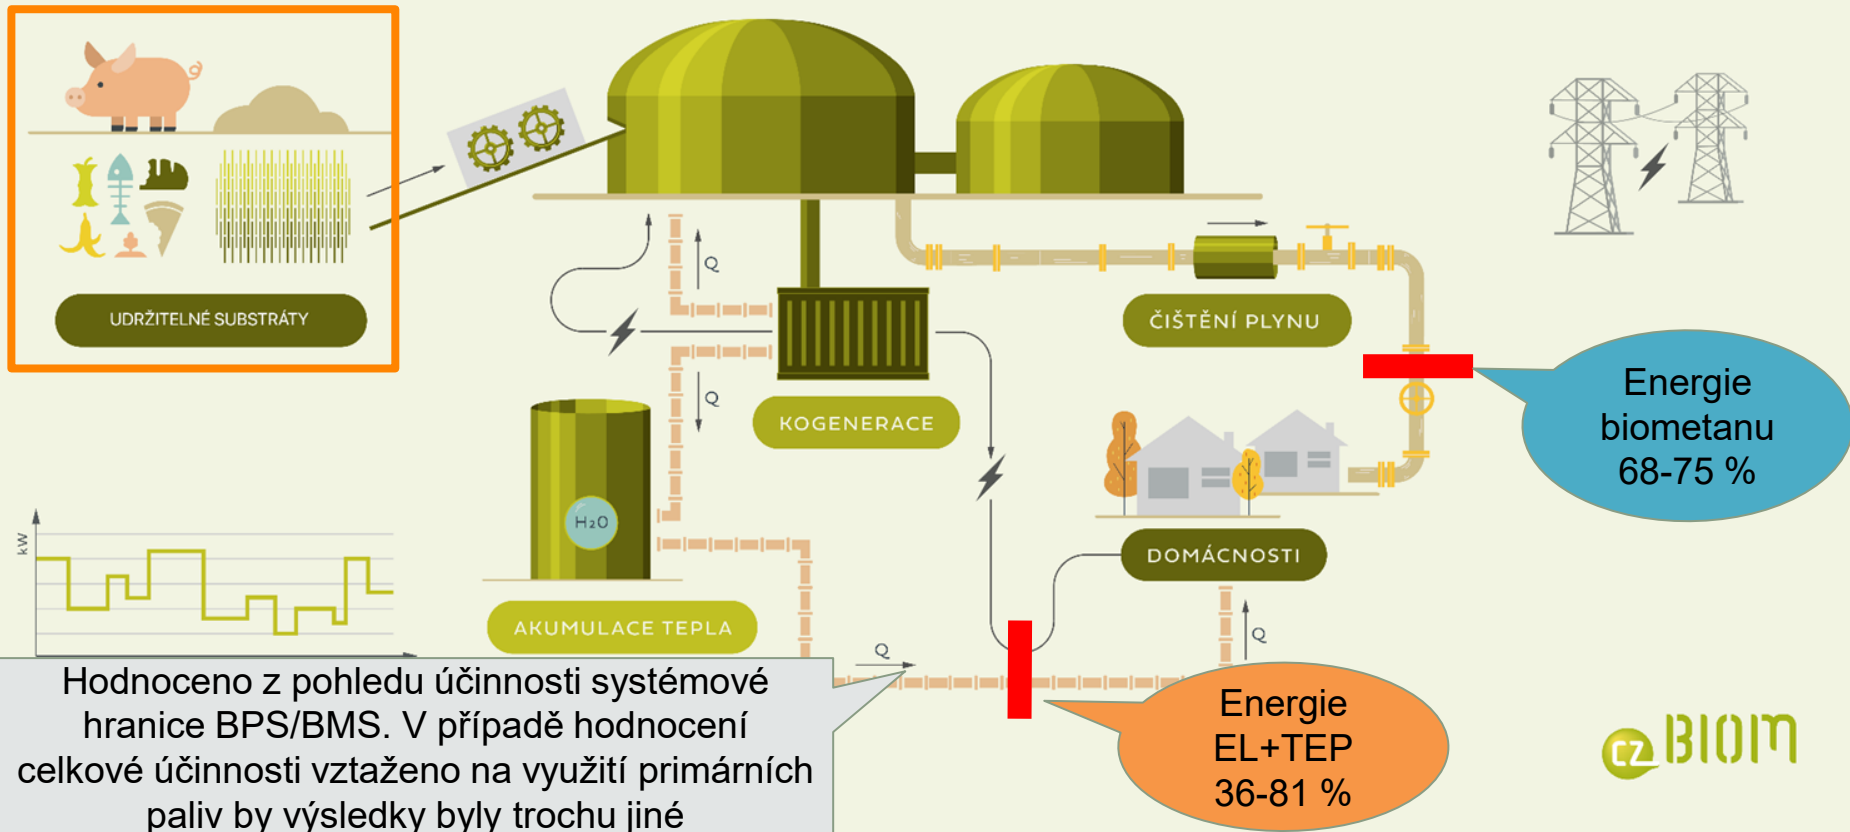 UDRŽITELNÉ SUBSTRÁTY
Q
Q
KOGENERACE
ČIŠTĚNÍ PLYNU
Energie
biometanu
68-75 %
H2O
DOMÁCNOSTI
kW
AKUMULACE TEPLA
Q
Q
Hodnoceno z pohledu účinnosti systémové
hranice BPS/BMS. V případě hodnocení
celkové účinnosti vztaženo na využití primárních
paliv by výsledky byly trochu jiné
Energie
EL+TEP
36-81 %
CZ BIOM